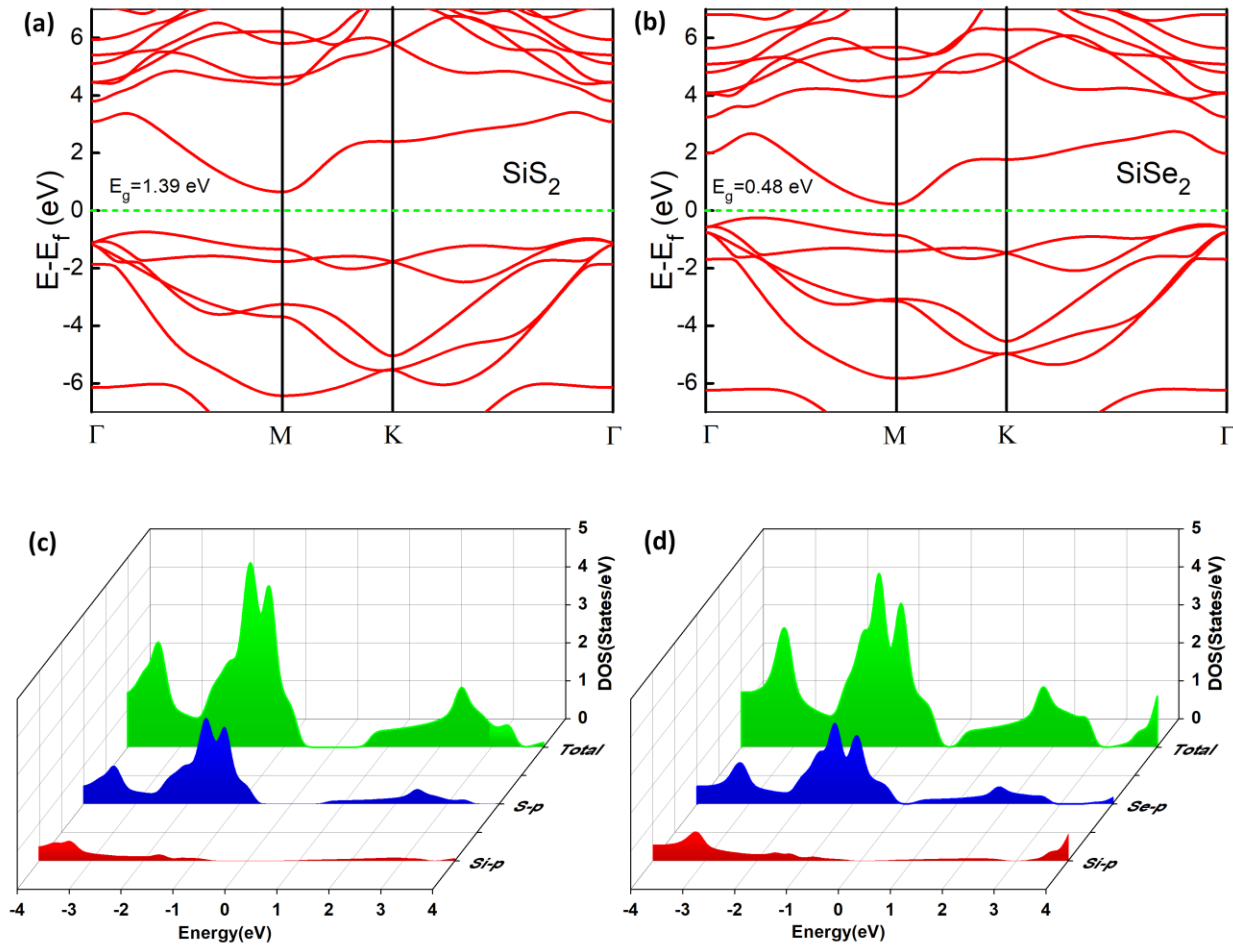 (a)
6
4
2
0
-2
-4
-6
E-E_f (eV)
E_g=1.39 eV
SiS_2
Γ
M
K
Γ
(b)
6
4
2
0
-2
-4
-6
E-E_f (eV)
E_g=0.48 eV
SiSe_2
Γ
M
K
Γ
(c)
5
4
3
2
1
0
DOS(States/eV)
Total
S-p
Si-p
-4 -3 -2 -1 0 1 2 3 4
Energy(eV)
(d)
5
4
3
2
1
0
DOS(States/eV)
Total
Se-p
Si-p
-4 -3 -2 -1 0 1 2 3 4
Energy(eV)